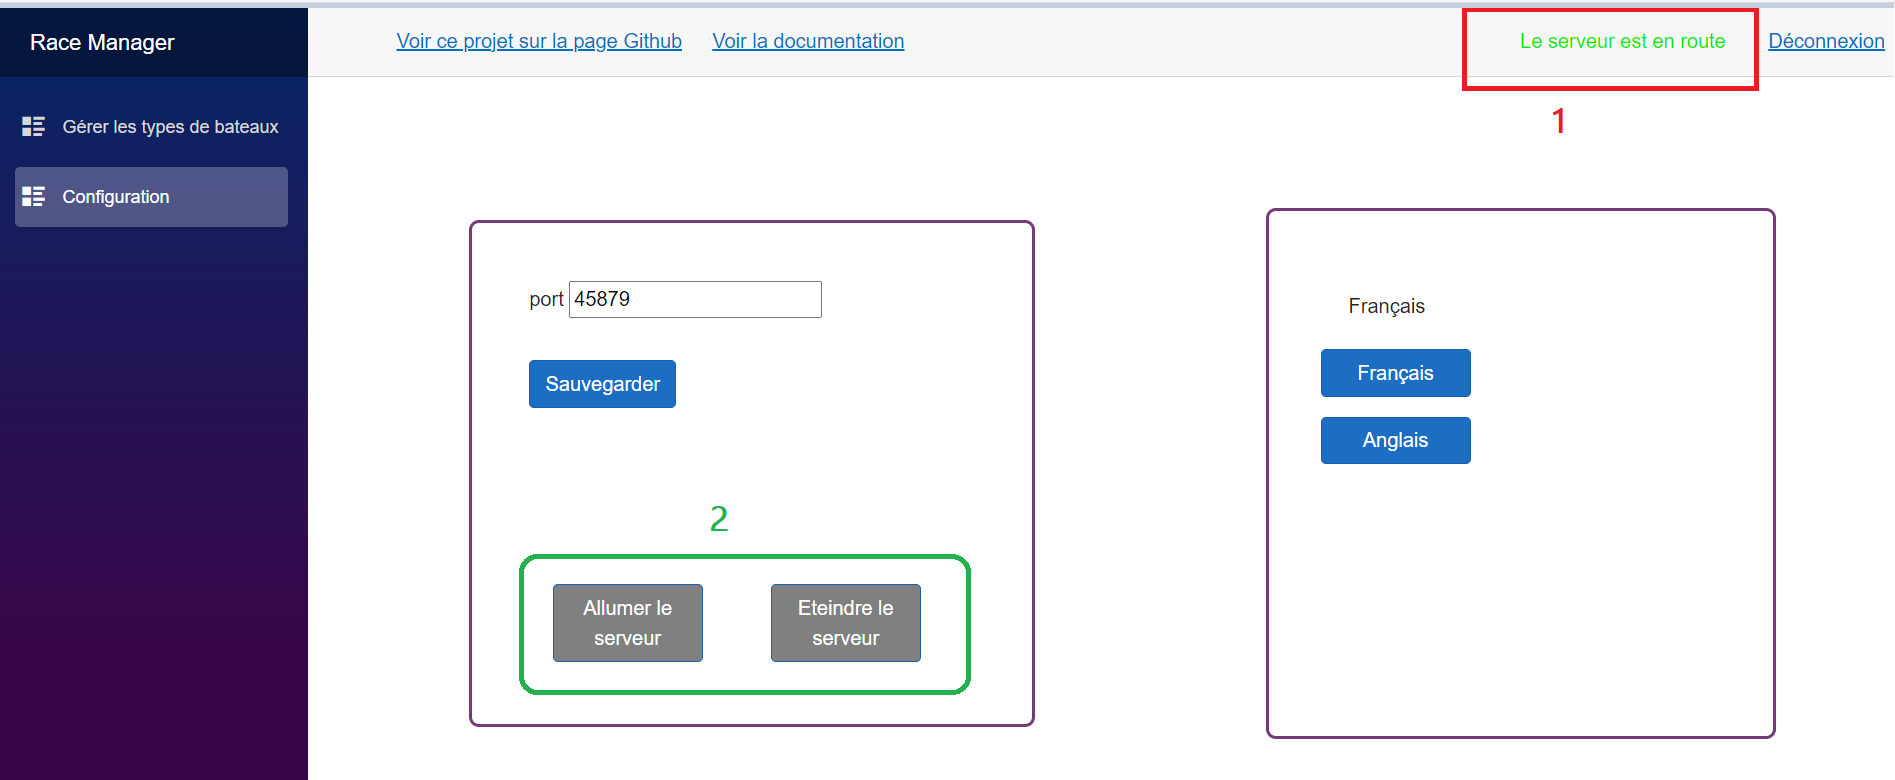 Race Manager
Voir ce projet sur la page Github
Voir la documentation
Le serveur est en route
Déconnexion
1
Gérer les types de bateaux
Configuration
port 45879
Sauvegarder
2
Allumer le
serveur
Eteindre le
serveur
Français
Français
Anglais